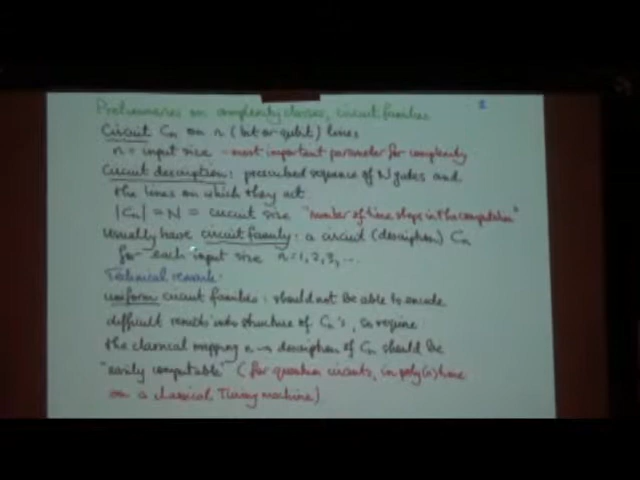 Preliminaries on complexity classes, circuit families
2
Circuit Cn on n (bit or qubit) lines
n = input size – most important parameter for complexity
Circuit description: prescribed sequence of N gates and
the lines on which they act.
|Cn| = N = circuit size "number of time steps in the computation"
Usually have circuit family: a circuit (description) Cn
for each input size n=1,2,3,...
Technical remark:
uniform circuit families: should not be able to encode
difficult results into structure of Cn's, so require
the classical mapping n → description of Cn should be
"easily computable" (for quantum circuits, in poly(n) time
on a classical Turing machine)